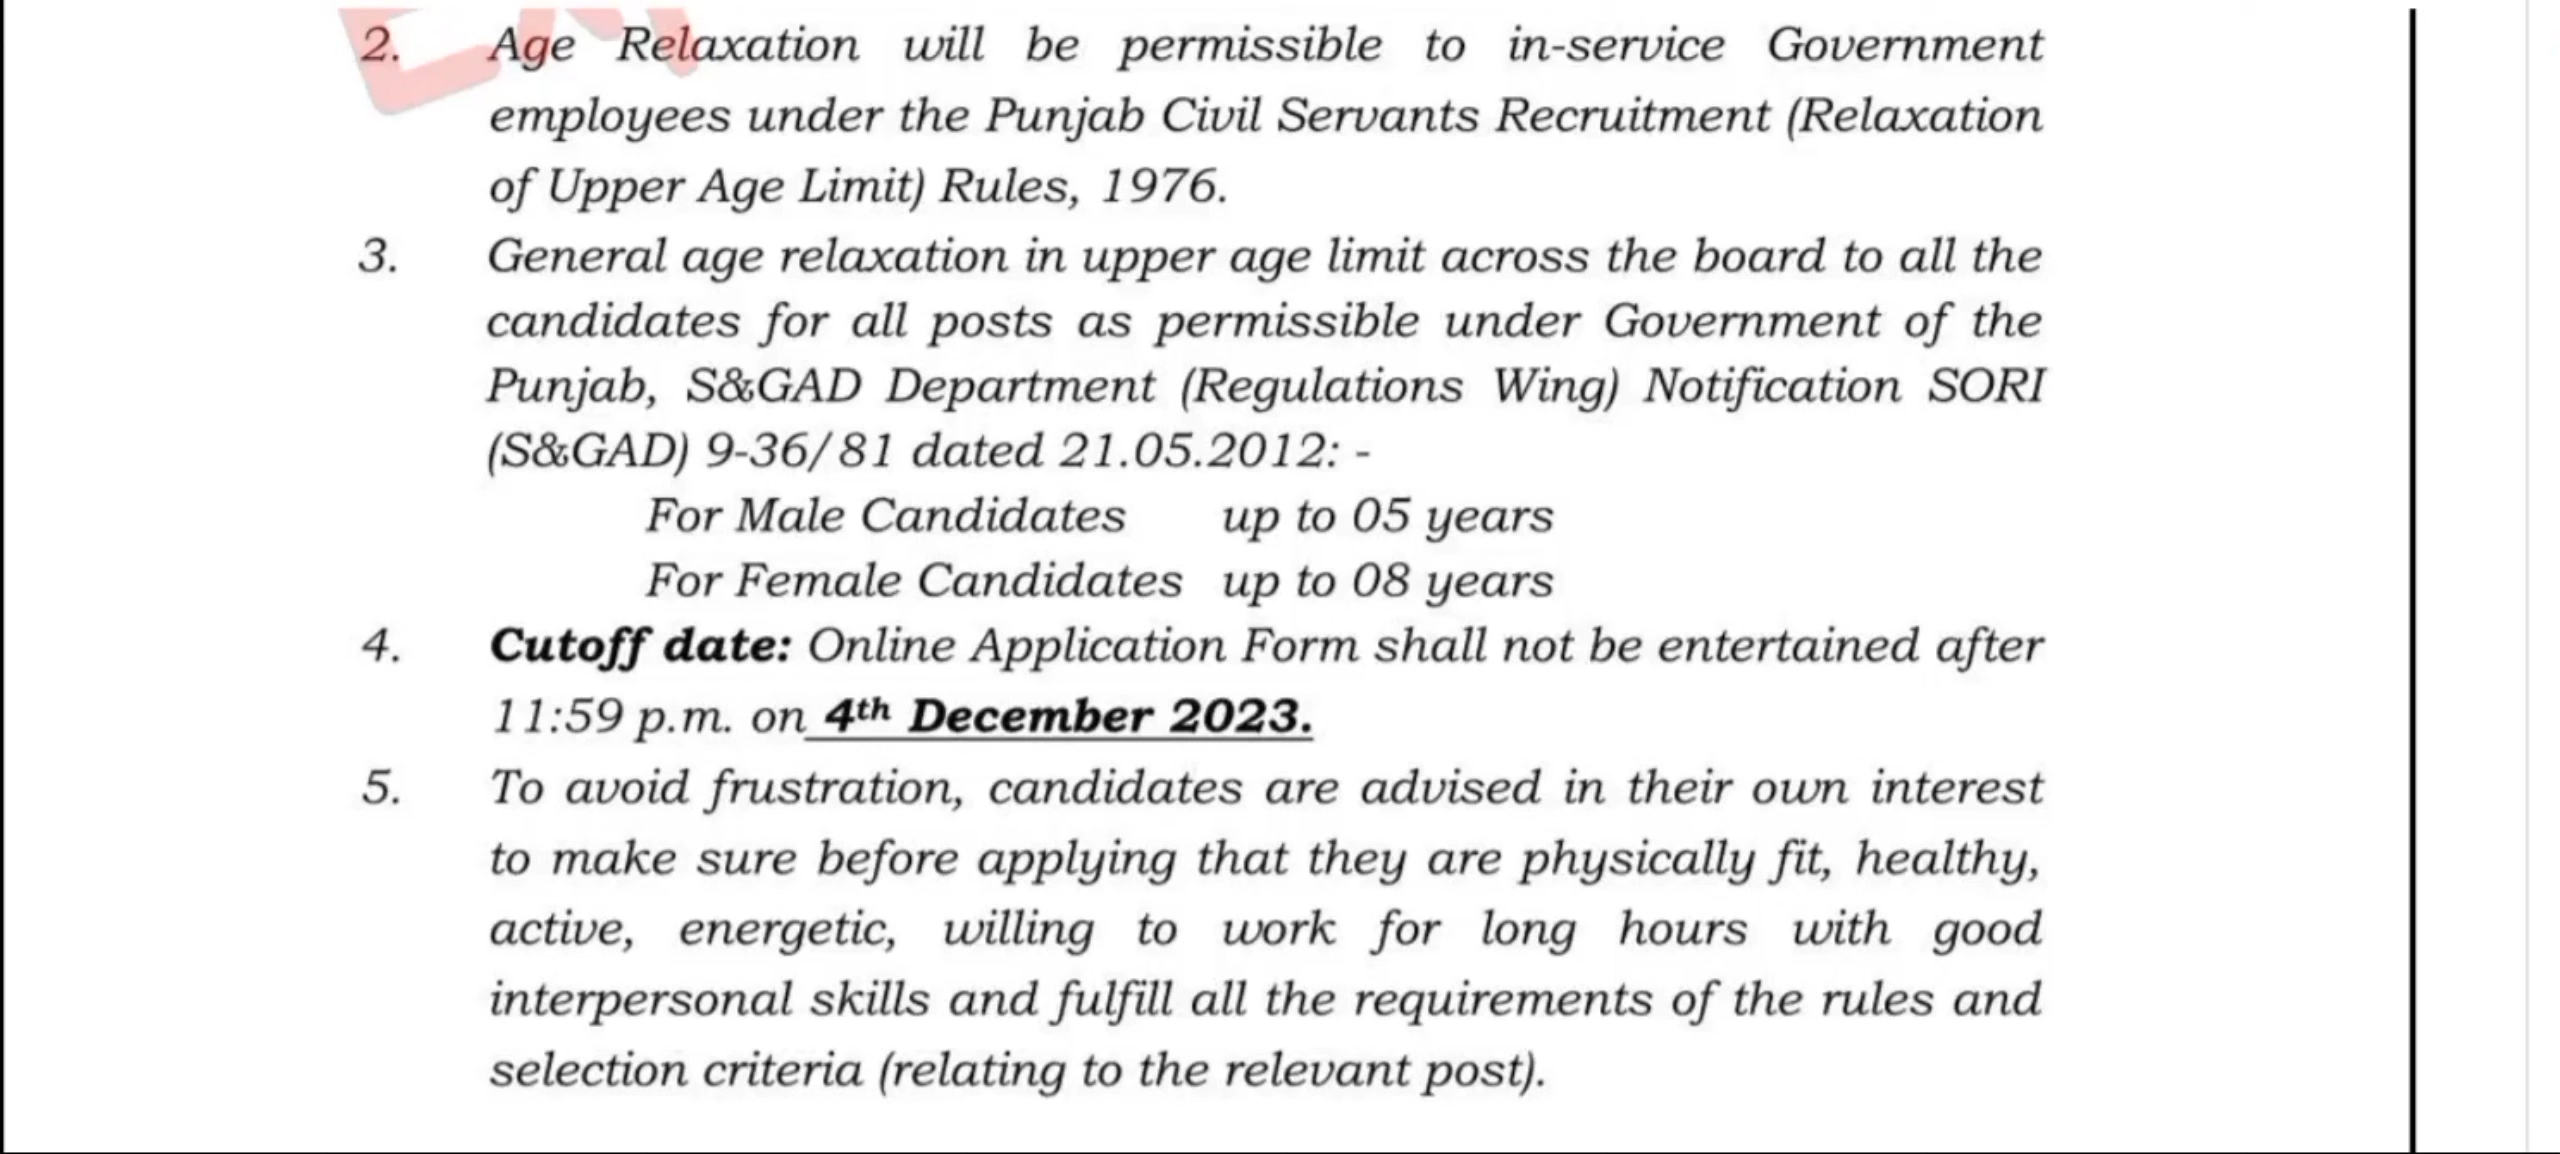 2. Age Relaxation will be permissible to in-service Government
employees under the Punjab Civil Servants Recruitment (Relaxation
of Upper Age Limit) Rules, 1976.
3. General age relaxation in upper age limit across the board to all the
candidates for all posts as permissible under Government of the
Punjab, S&GAD Department (Regulations Wing) Notification SORI
(S&GAD) 9-36/81 dated 21.05.2012: -
For Male Candidates up to 05 years
For Female Candidates up to 08 years
4. Cutoff date: Online Application Form shall not be entertained after
11:59 p.m. on 4th December 2023.
5. To avoid frustration, candidates are advised in their own interest
to make sure before applying that they are physically fit, healthy,
active, energetic, willing to work for long hours with good
interpersonal skills and fulfill all the requirements of the rules and
selection criteria (relating to the relevant post).